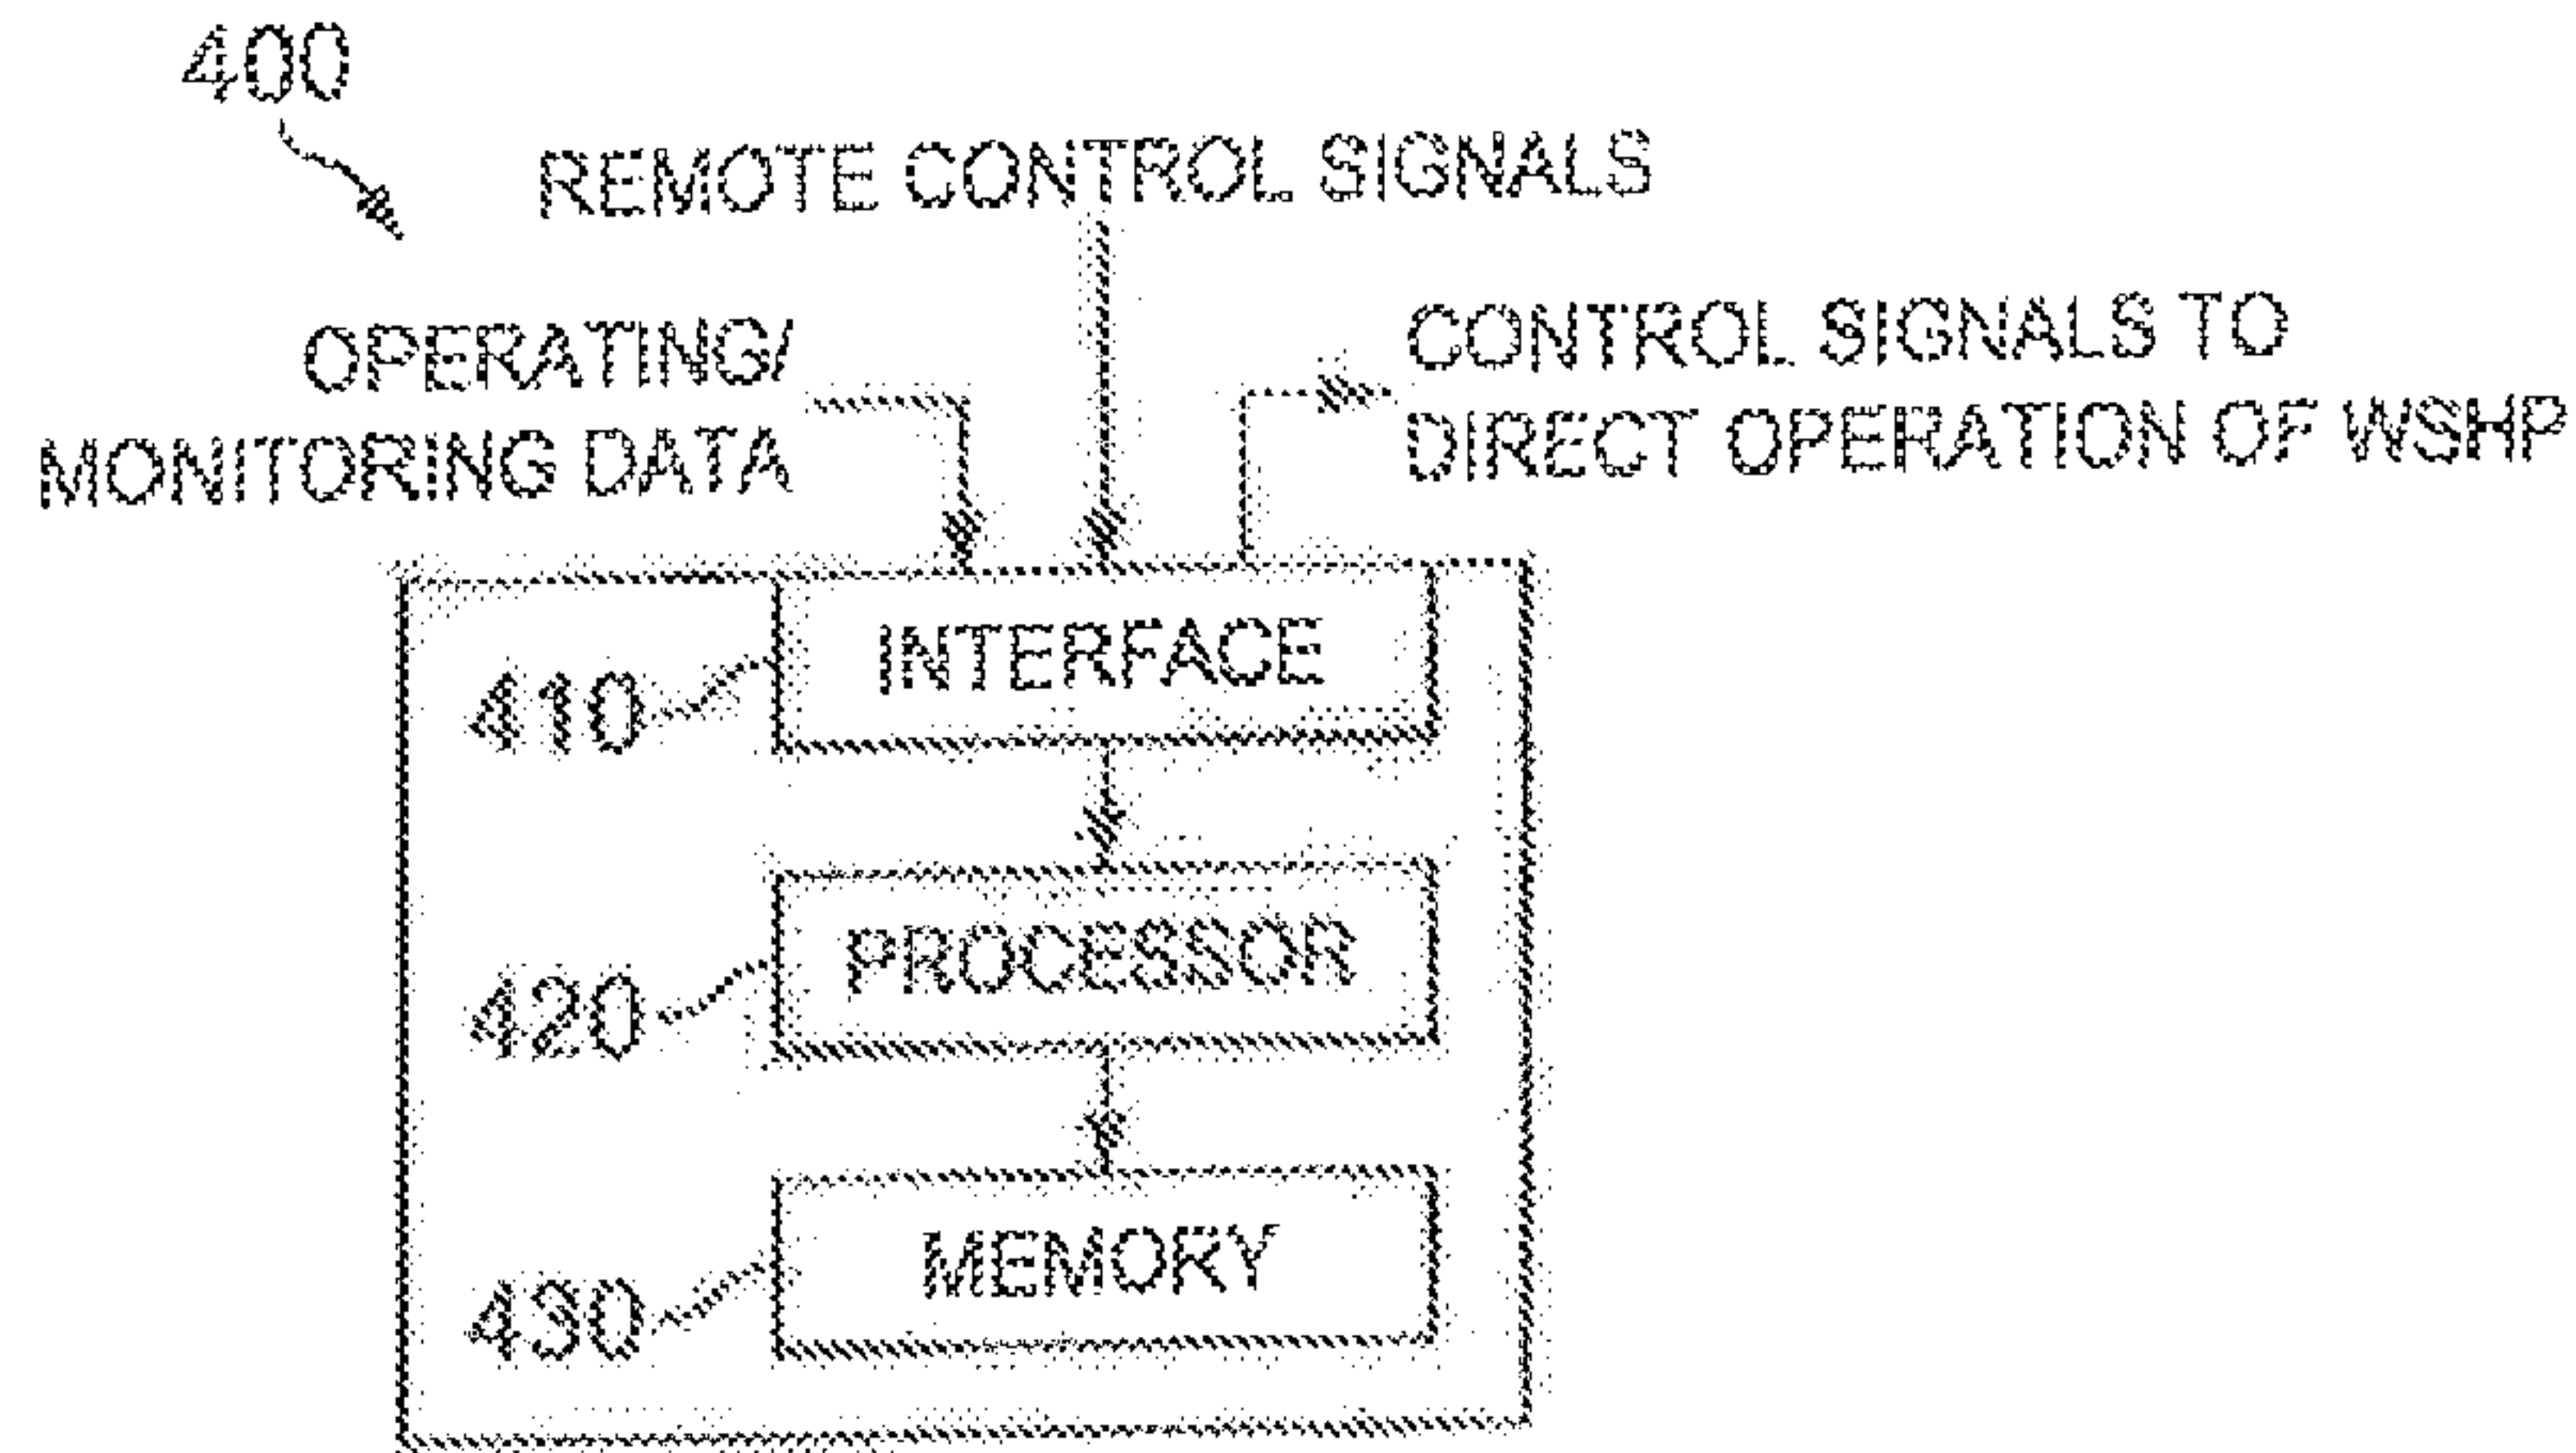 400
REMOTE CONTROL SIGNALS
OPERATING/
MONITORING DATA
CONTROL SIGNALS TO
DIRECT OPERATION OF WSHP
INTERFACE
410
PROCESSOR
420
MEMORY
430